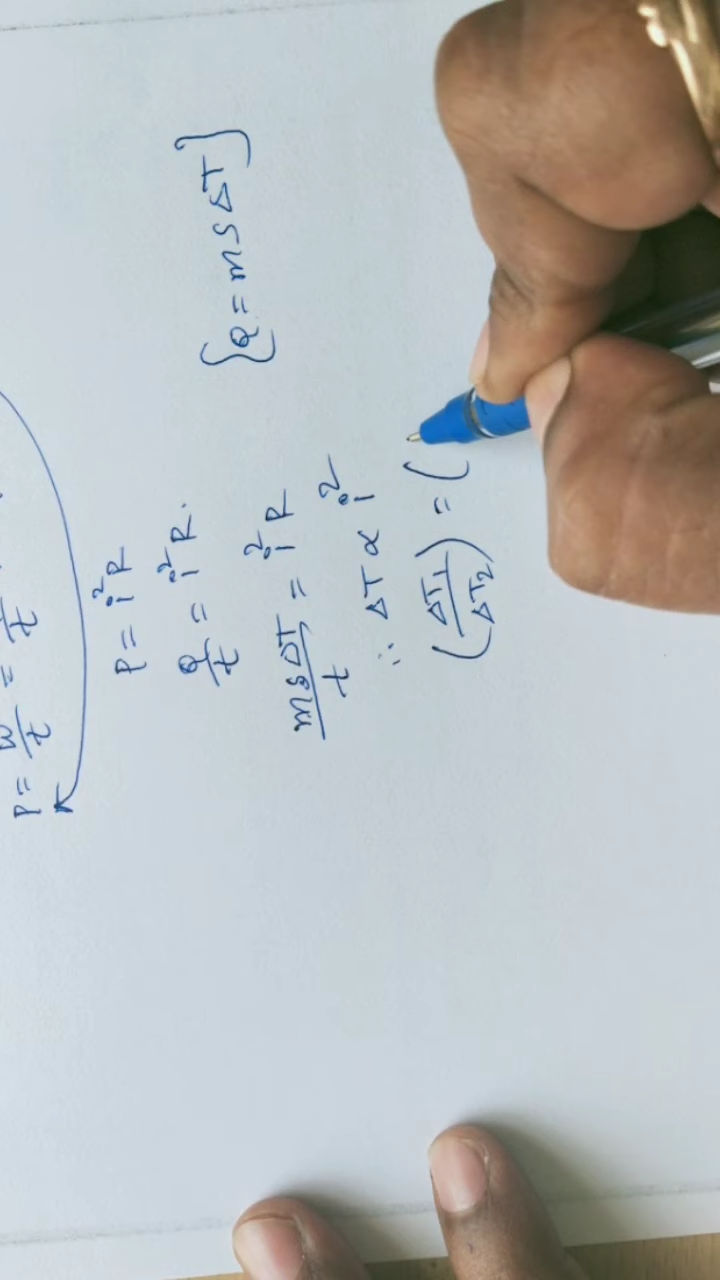 P = W/t = /t
P = i²R
Q/t = i²R.
msΔT/t = i²R {Q = msΔT}
∴ ΔT ∝ i²
(ΔT₁/ΔT₂) = (